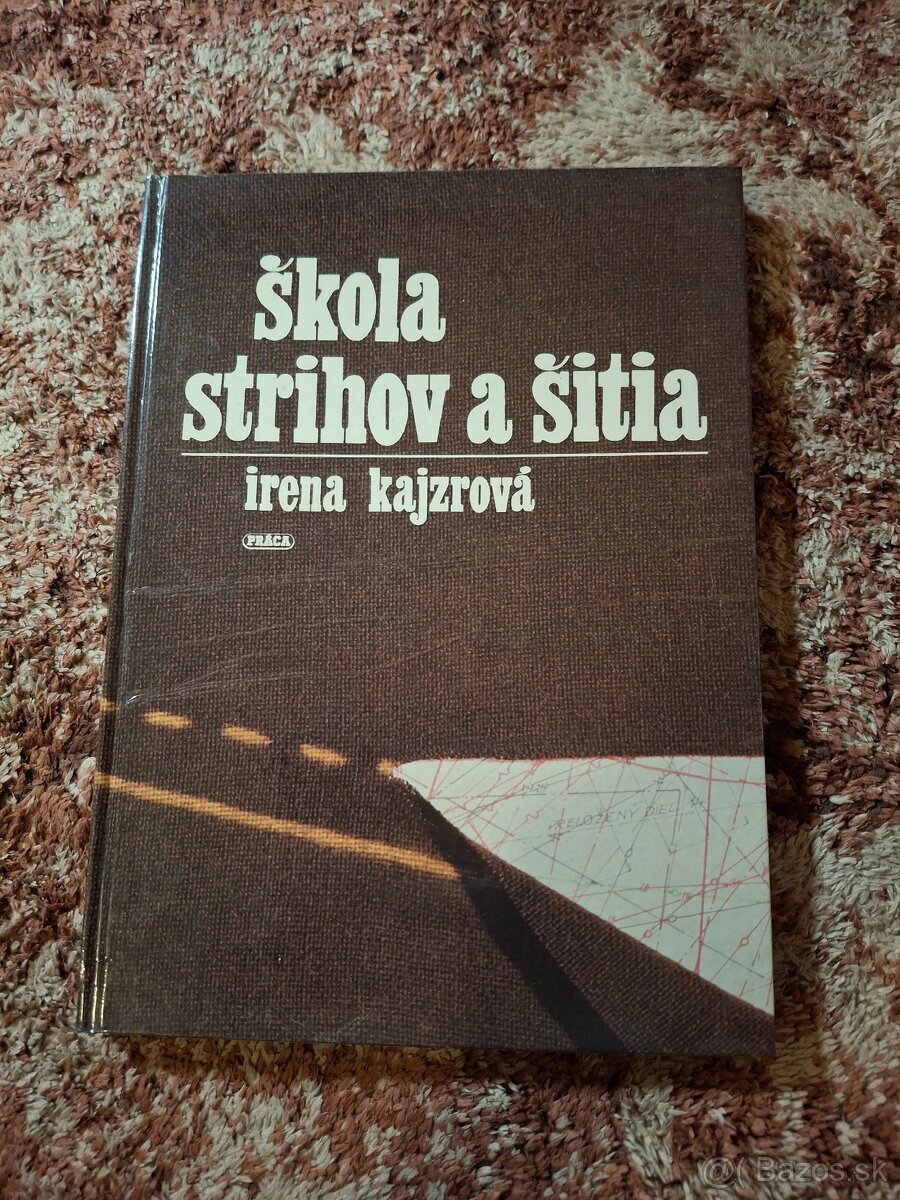 škola
strihov a šitia
irena kajzrová
PRÁCA
PRELOŽENÝ DIEL
@( Bazos.sk